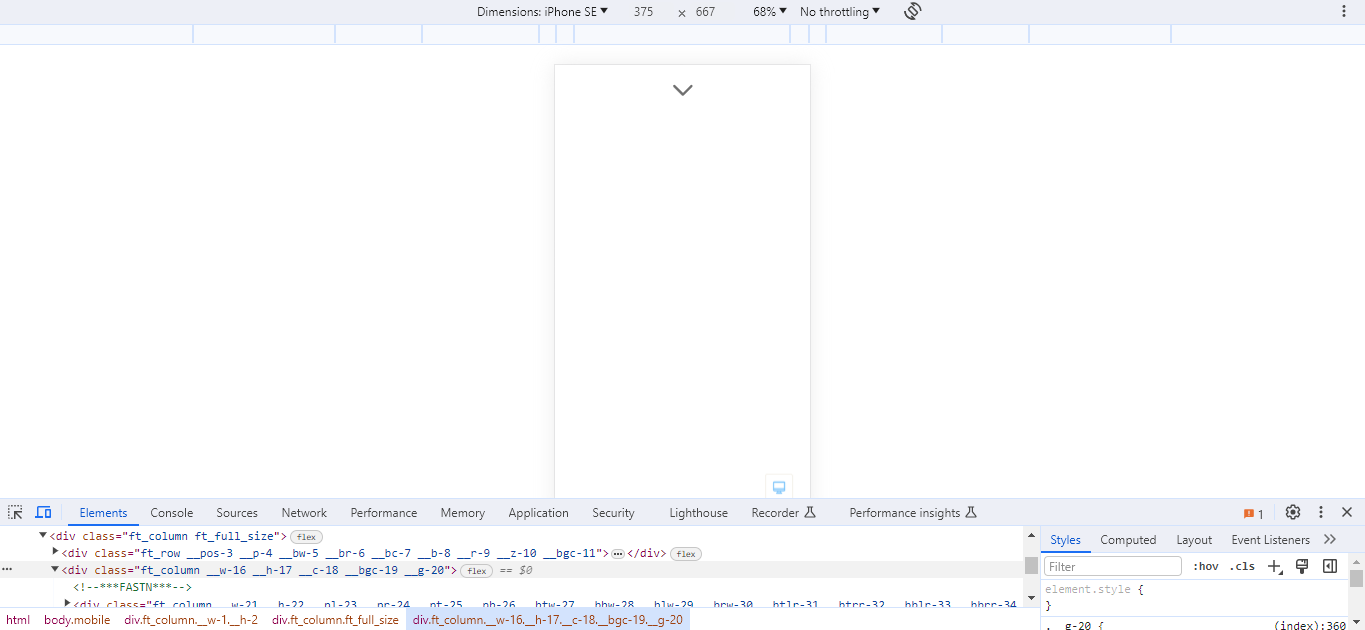 Dimensions: iPhone SE 375 × 667 68% No throttling
Elements Console Sources Network Performance Memory Application Security Lighthouse Recorder Performance insights 1
<div class="ft_column ft_full_size"> flex
<div class="ft_row __pos-3 __p-4 __bw-5 __br-6 __bc-7 __b-8 __r-9 __z-10 __bgc-11"> ••• </div> flex
••• <div class="ft_column __w-16 __h-17 __c-18 __bgc-19 __g-20"> flex == $0
<!--***FASTN***-->
<div class="ft_column __w-21 __h-22 __pl-23 __pr-24 __pt-25 __pb-26 __btw-27 __bbw-28 __blw-29 __brw-30 __btlr-31 __btrr-32 __bblr-33 __bbrr-34
html body.mobile div.ft_column.__w-1.__h-2 div.ft_column.ft_full_size div.ft_column.__w-16.__h-17.__c-18.__bgc-19.__g-20
Styles Computed Layout Event Listeners
Filter :hov .cls
element.style {
}
.__g-20 { (index):360